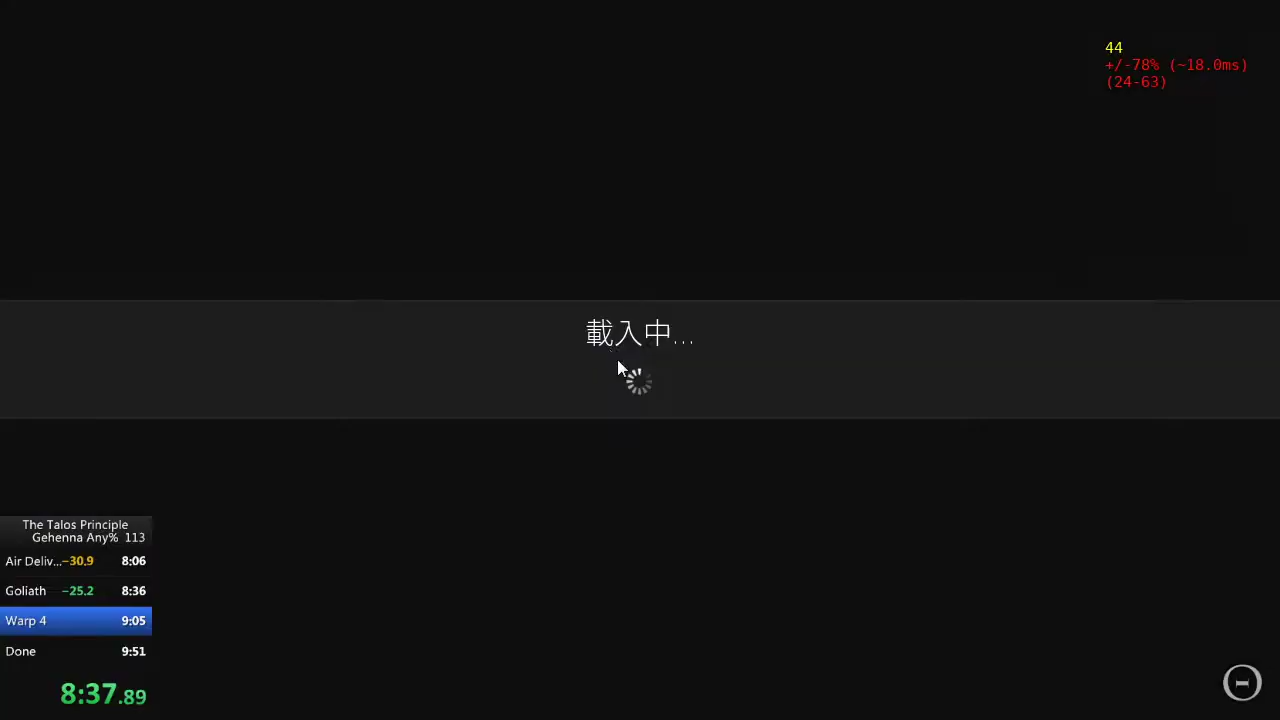 44
+/-78% (~18.0ms)
(24-63)
載入中...
The Talos Principle
Gehenna Any% 113
Air Deliv... −30.9 8:06
Goliath −25.2 8:36
Warp 4 9:05
Done 9:51
8:37.89